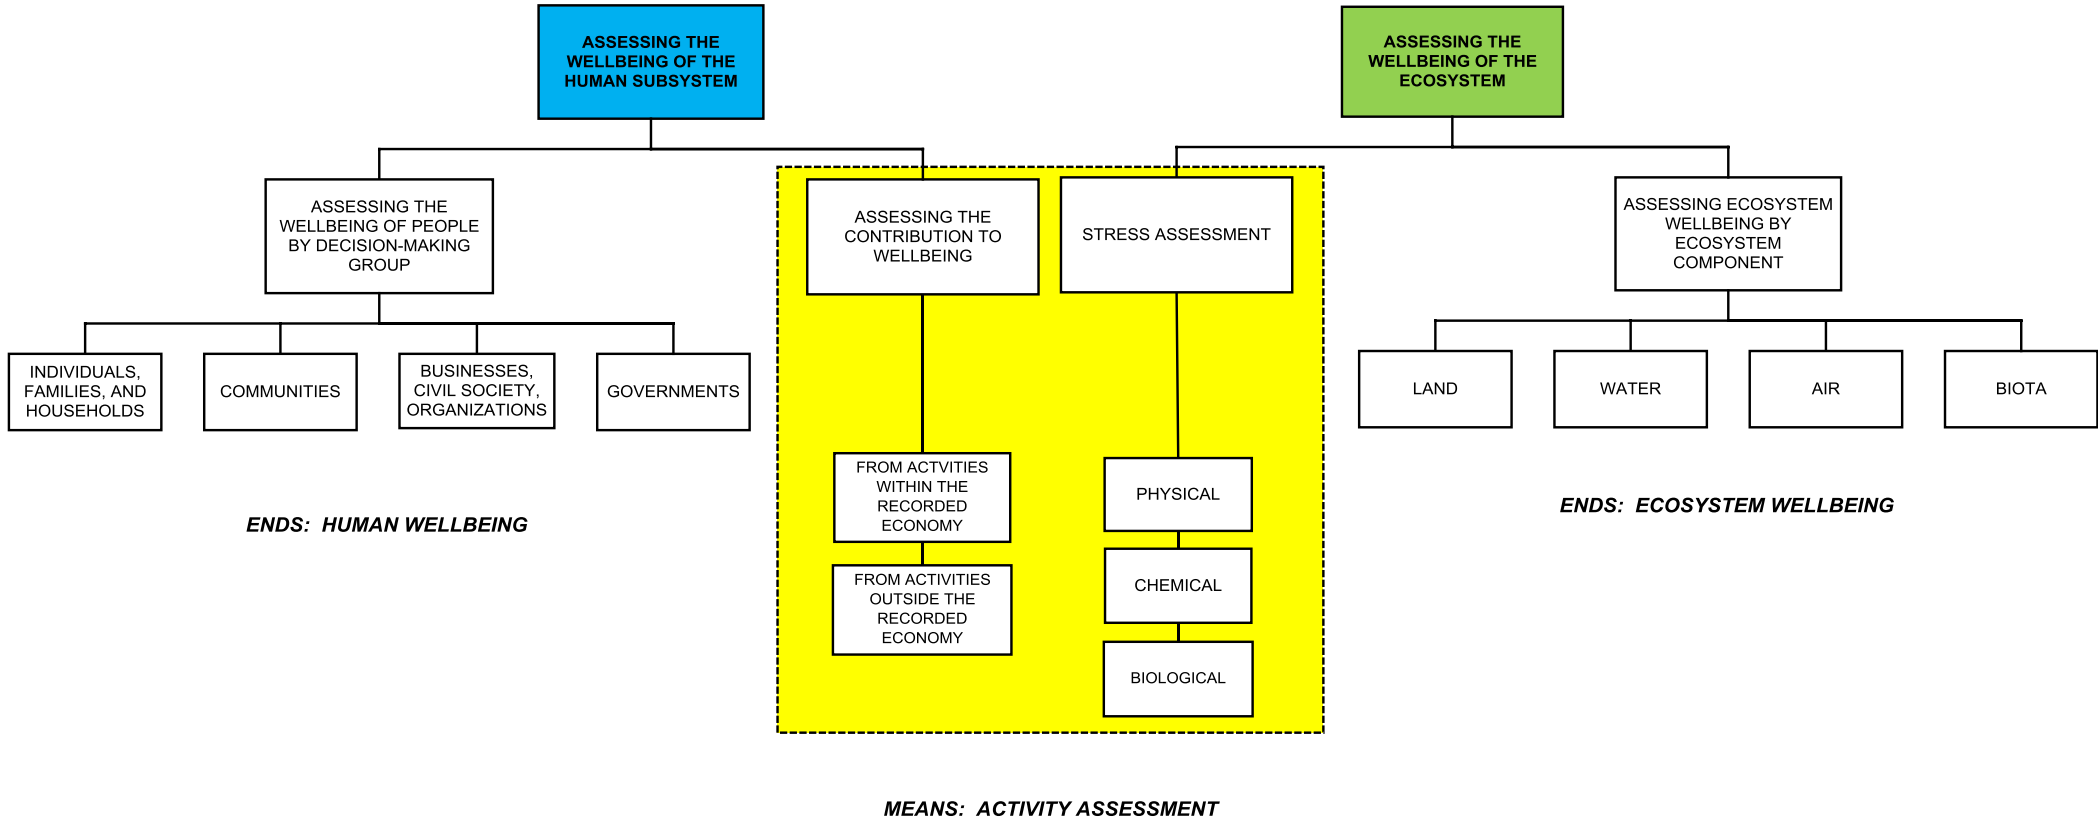 ASSESSING THE
WELLBEING OF THE
HUMAN SUBSYSTEM
ASSESSING THE
WELLBEING OF THE
ECOSYSTEM
ASSESSING THE
WELLBEING OF PEOPLE
BY DECISION-MAKING
GROUP
ASSESSING THE
CONTRIBUTION TO
WELLBEING
STRESS ASSESSMENT
ASSESSING ECOSYSTEM
WELLBEING BY
ECOSYSTEM
COMPONENT
INDIVIDUALS,
FAMILIES, AND
HOUSEHOLDS
COMMUNITIES
BUSINESSES,
CIVIL SOCIETY,
ORGANIZATIONS
GOVERNMENTS
LAND
WATER
AIR
BIOTA
FROM ACTVITIES
WITHIN THE
RECORDED
ECONOMY
PHYSICAL
ENDS: HUMAN WELLBEING
ENDS: ECOSYSTEM WELLBEING
FROM ACTIVITIES
OUTSIDE THE
RECORDED
ECONOMY
CHEMICAL
BIOLOGICAL
MEANS: ACTIVITY ASSESSMENT